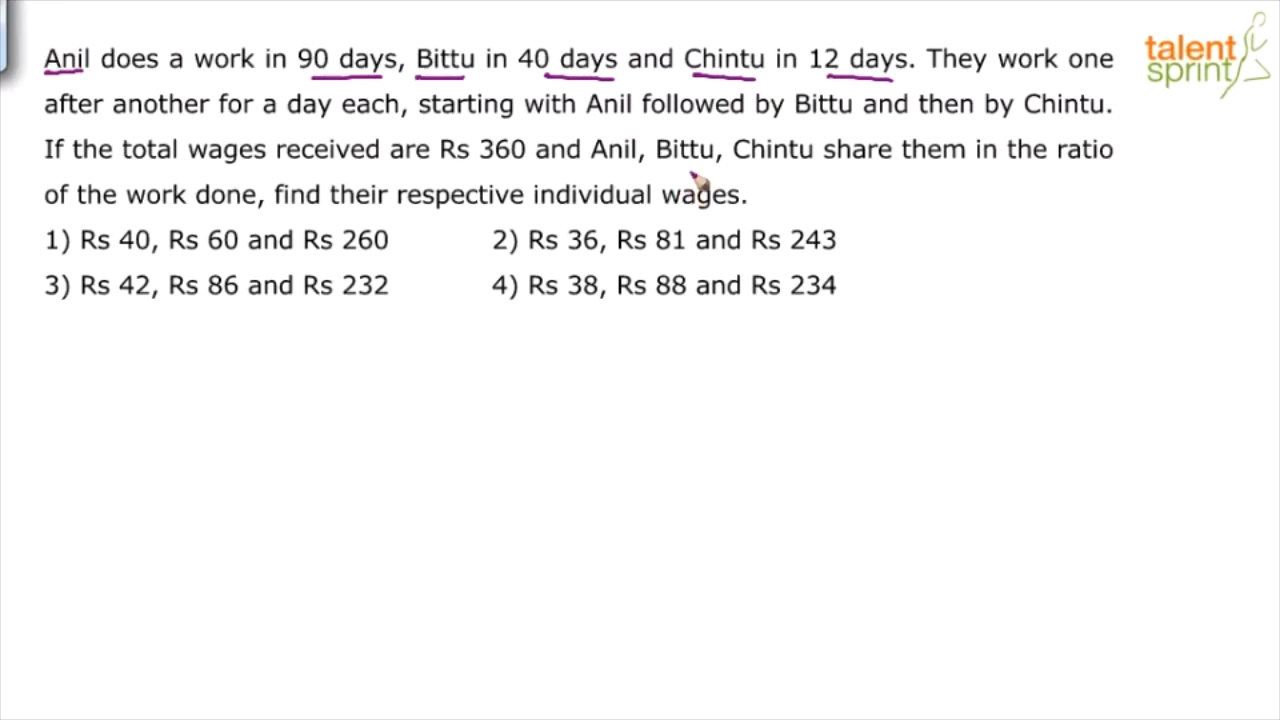 talent
sprint
Anil does a work in 90 days, Bittu in 40 days and Chintu in 12 days. They work one
after another for a day each, starting with Anil followed by Bittu and then by Chintu.
If the total wages received are Rs 360 and Anil, Bittu, Chintu share them in the ratio
of the work done, find their respective individual wages.
1) Rs 40, Rs 60 and Rs 260 2) Rs 36, Rs 81 and Rs 243
3) Rs 42, Rs 86 and Rs 232 4) Rs 38, Rs 88 and Rs 234